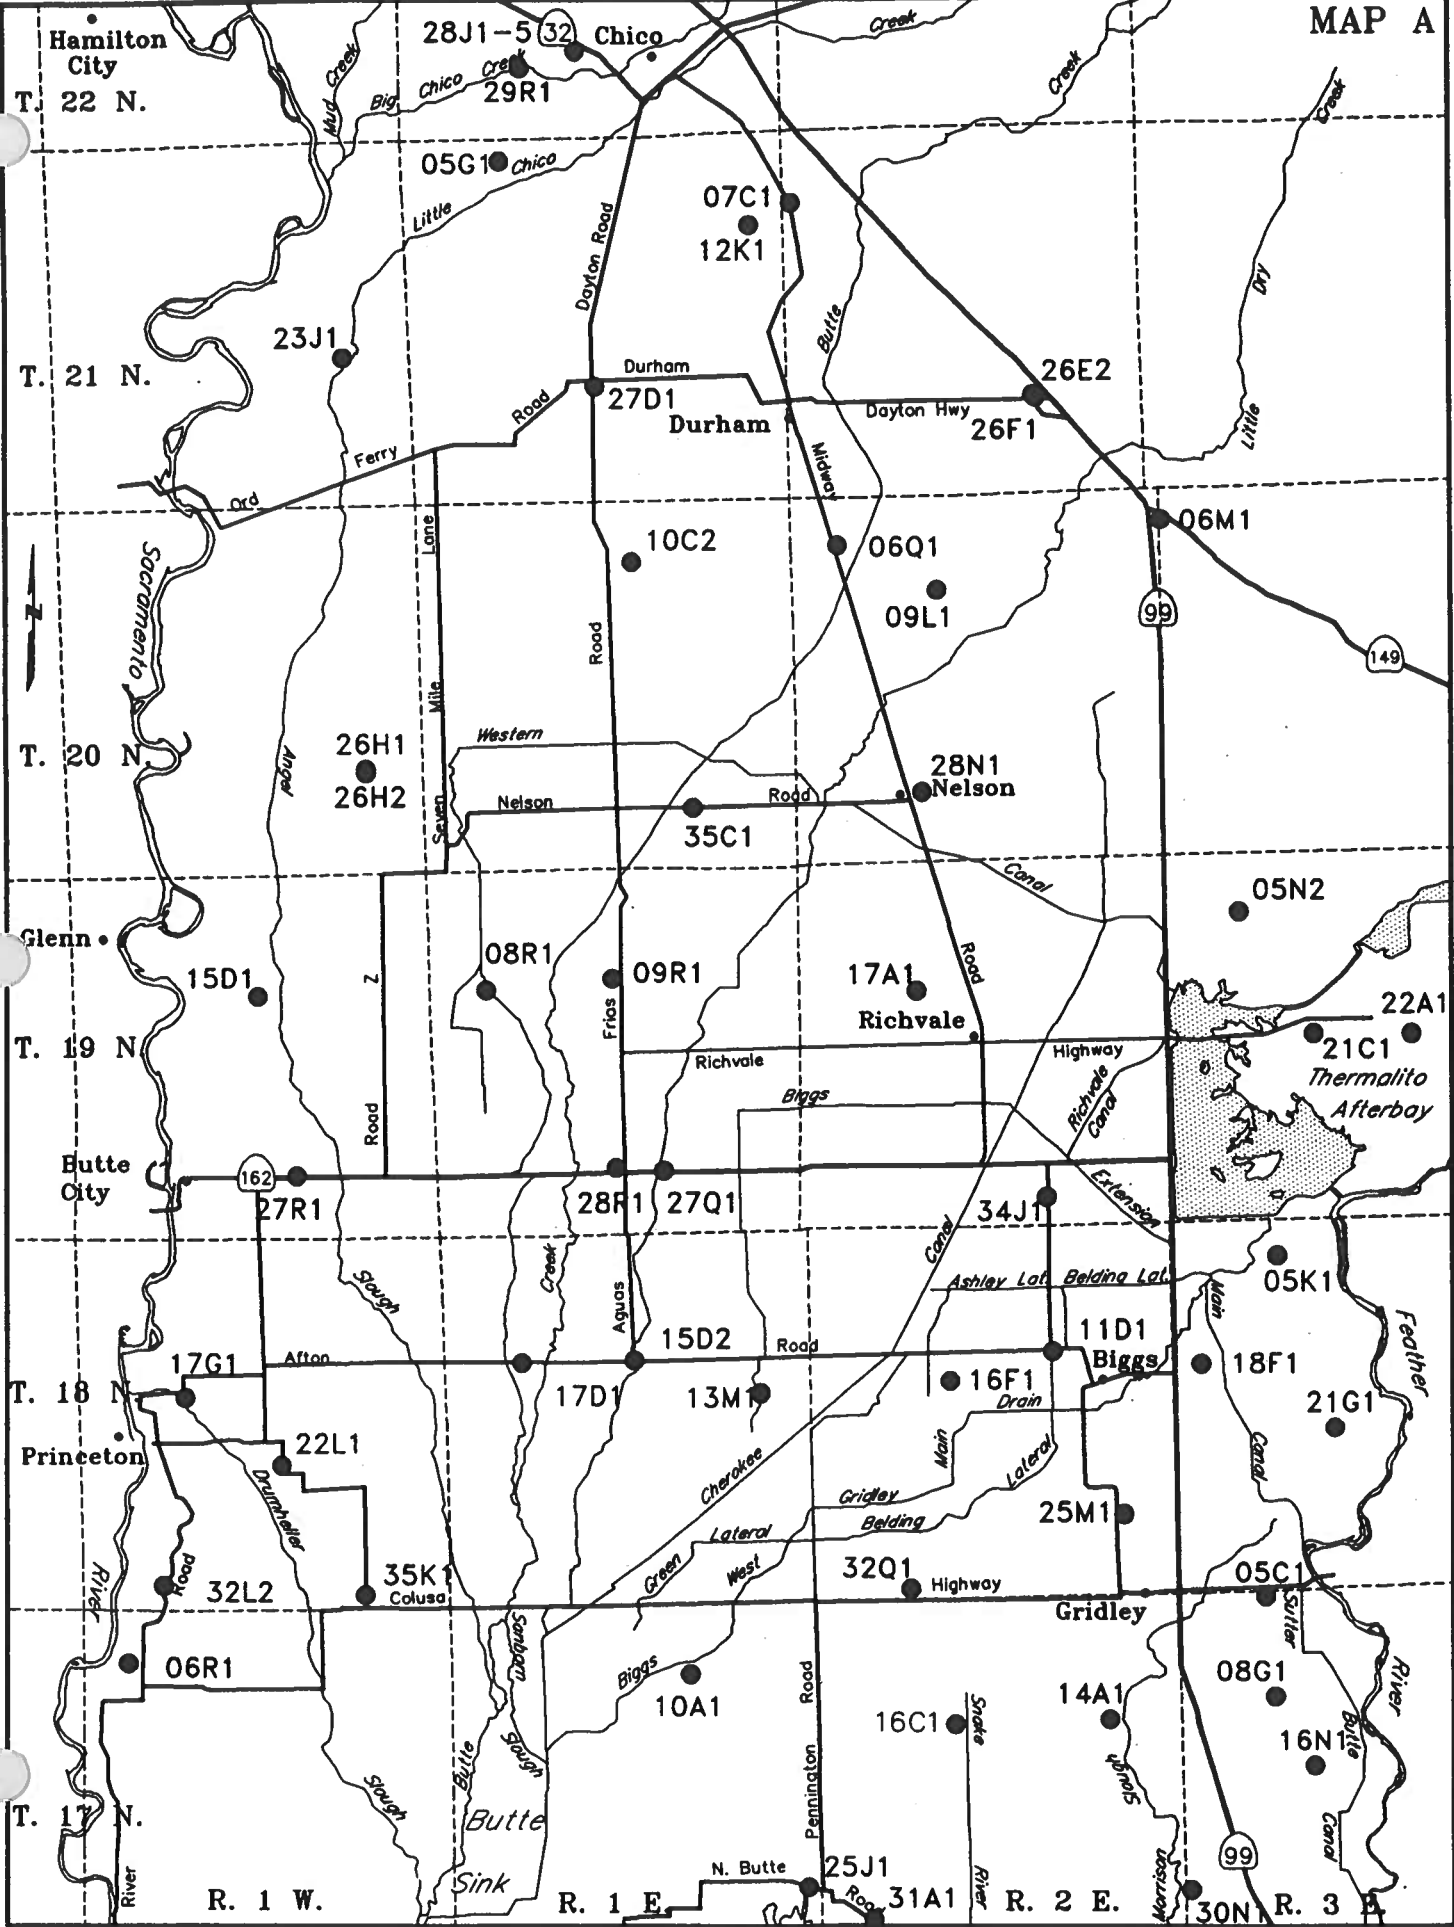 MAP A
Hamilton
City
28J1-5
32
Chico
Creek
T. 22 N.
Mud Creek
Big Chico Creek
29R1
Creek
Creek
05G1
Little Chico
07C1
12K1
Dayton Road
Butte
Dry
Little
23J1
T. 21 N.
Durham
26E2
27D1
Road
Durham
Dayton Hwy
26F1
Ferry
Midway
Ord
06M1
Lane
10C2
06Q1
Sacramento
N
99
09L1
Road
149
Mile
Western
26H1
T. 20 N.
Angel
28N1
Nelson
26H2
Nelson
Road
Seven
35C1
Canal
05N2
Glenn
08R1
09R1
15D1
Z
Road
17A1
Frias
Richvale
22A1
21C1
T. 19 N.
Richvale
Highway
Thermalito
Afterbay
Biggs
Richvale
Canal
Road
Butte
City
162
27R1
28R1
27Q1
34J1
Extension
Canal
Creek
05K1
Slough
Ashley Lat.
Belding Lat.
Main
Aguas
Feather
15D2
11D1
17G1
Afton
Road
Biggs
18F1
T. 18 N.
17D1
13M1
16F1
Drain
21G1
Princeton
22L1
Main
Canal
Drumheller
Cherokee
Lateral
Gridley
25M1
Lateral
Belding
Green
West
32Q1
05C1
River
Road
32L2
35K1
Colusa
Highway
Gridley
Sutter
Sanborn
06R1
Biggs
10A1
Road
08G1
River
14A1
16C1
Snake
16N1
Butte
Butte
Slough
Slough
Slough
T. 17 N.
Butte
Pennington
Canal
99
N. Butte
25J1
Sink
Road
Morrison
River
R. 1 W.
R. 1 E.
31A1
River
R. 2 E.
30N1
R. 3 E.